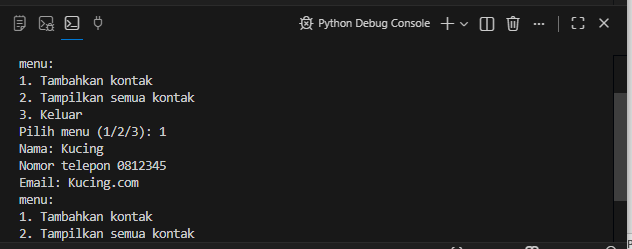 Python Debug Console
menu:
1. Tambahkan kontak
2. Tampilkan semua kontak
3. Keluar
Pilih menu (1/2/3): 1
Nama: Kucing
Nomor telepon 0812345
Email: Kucing.com
menu:
1. Tambahkan kontak
2. Tampilkan semua kontak